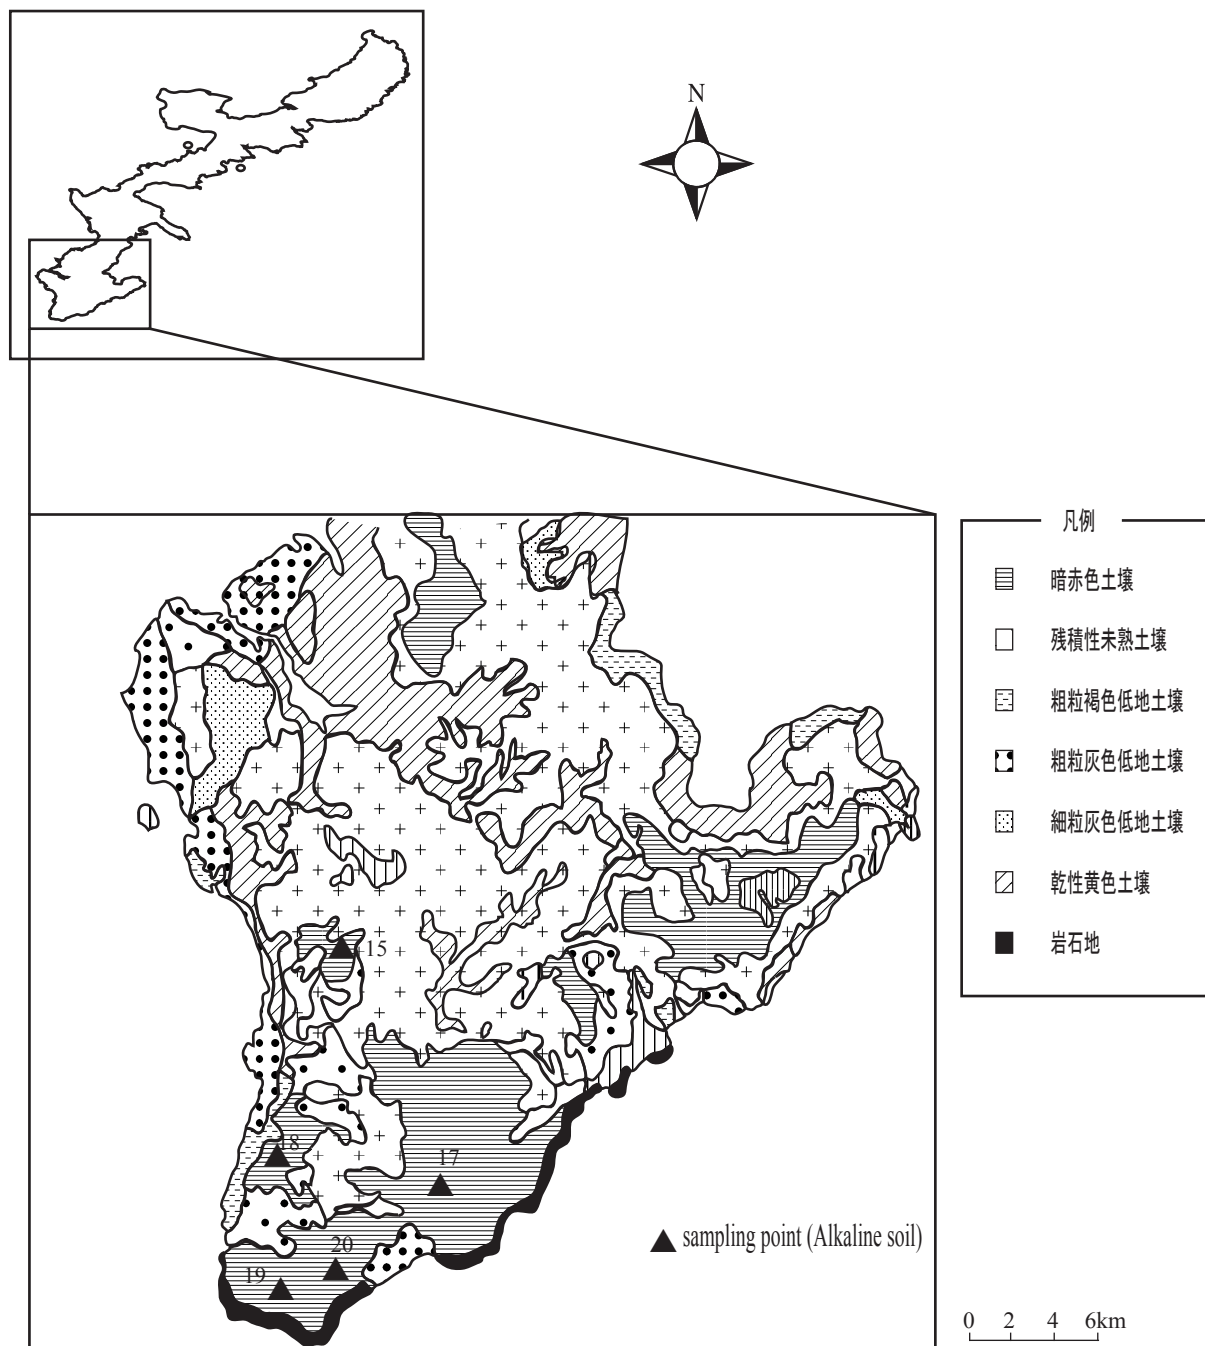 N
凡例
暗赤色土壌
残積性未熟土壌
粗粒褐色低地土壌
粗粒灰色低地土壌
細粒灰色低地土壌
乾性黄色土壌
岩石地
15
18
17
20
19
sampling point (Alkaline soil)
0 2 4 6km